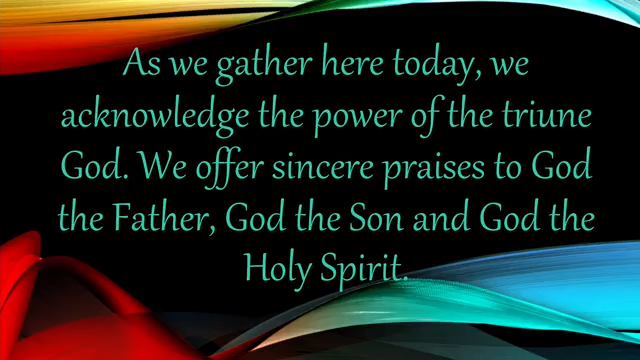 As we gather here today, we
acknowledge the power of the triune
God. We offer sincere praises to God
the Father, God the Son and God the
Holy Spirit.